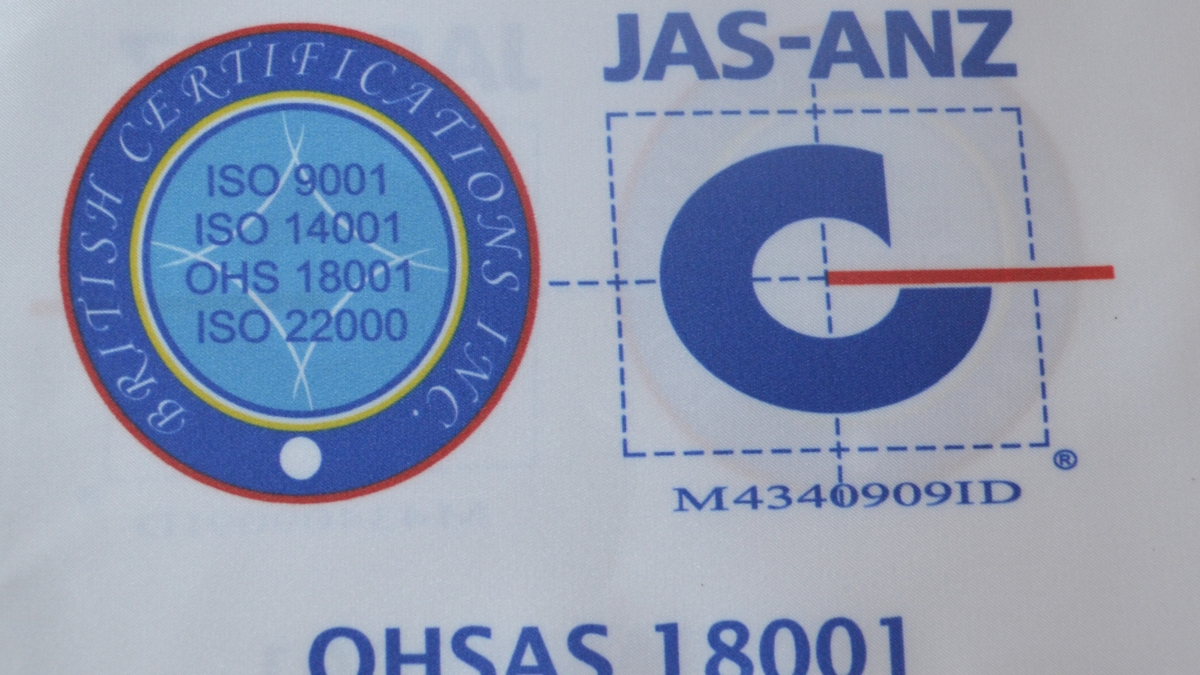 BRITISH CERTIFICATIONS INC.
ISO 9001
ISO 14001
OHS 18001
ISO 22000
JAS-ANZ
®
M4340909ID
OHSAS 18001